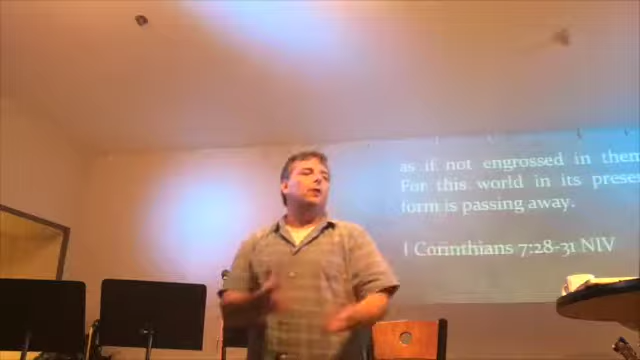 as if not engrossed in them
For this world in its prese
form is passing away.
1 Corinthians 7:28-31 NIV